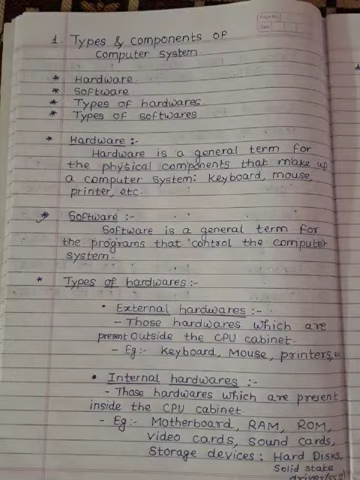 1. Types & components of
computer system
* Hardware
* Software
* Types of hardwares
* Types of softwares
* Hardware :-
Hardware is a general term for
the physical components that make up
a computer system: keyboard, mouse,
printer, etc
* Software :-
Software is a general term for
the programs that control the computer
system.
* Types of hardwares :-
• External hardwares :-
- Those hardwares which are
present outside the CPU cabinet.
- Eg:- Keyboard, Mouse, printers,
• Internal hardwares :-
- Those hardwares which are present
inside the CPU cabinet
- Eg:- Motherboard, RAM, ROM,
video cards, sound cards,
Storage devices: Hard Disks,
Solid state